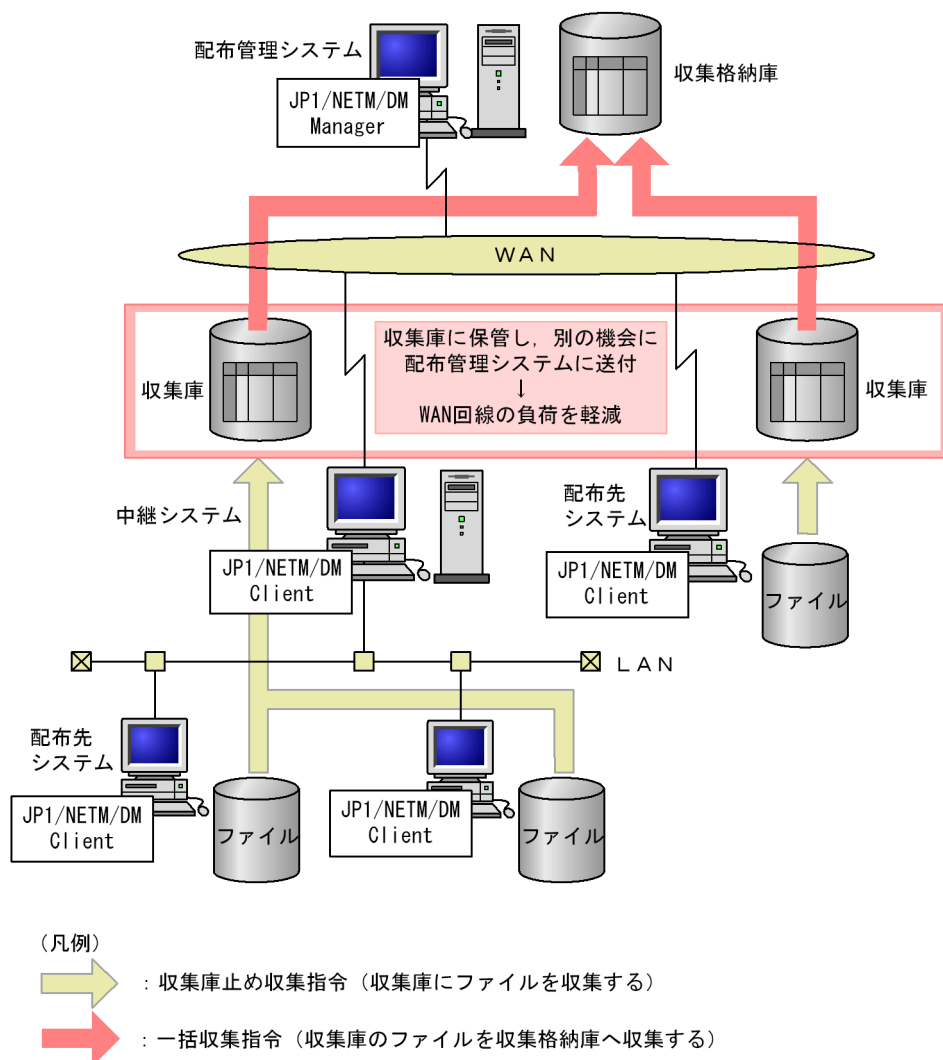 配布管理システム
JP1/NETM/DM
Manager
収集格納庫
WAN
収集庫
収集庫に保管し，別の機会に
配布管理システムに送付
↓
WAN回線の負荷を軽減
収集庫
中継システム
JP1/NETM/DM
Client
配布先
システム
JP1/NETM/DM
Client
ファイル
LAN
配布先
システム
JP1/NETM/DM
Client
ファイル
JP1/NETM/DM
Client
ファイル
（凡例）
：収集庫止め収集指令（収集庫にファイルを収集する）
：一括収集指令（収集庫のファイルを収集格納庫へ収集する）